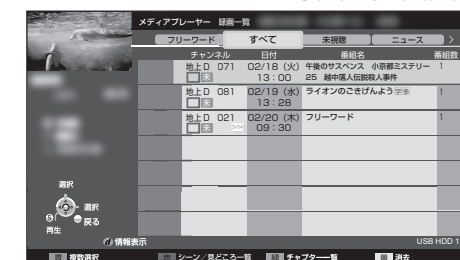 メディアプレーヤー 録画一覧
フリーワード すべて 未視聴 ニュース
チャンネル 日付 番組名 番組数
地上D 071 02/18 (火) 午後のサスペンス 小京都ミステリー 1
未 13:00 25 越中落人伝説殺人事件
地上D 081 02/19 (水) ライオンのごきげんよう字多 1
未 13:28
地上D 021 02/20 (木) フリーワード 1
未 09:30
選択
選択
戻る
再生
情報表示 USB HDD 1
青 複数選択 シーン/見どころ一覧 緑 チャプター一覧 黄 消去